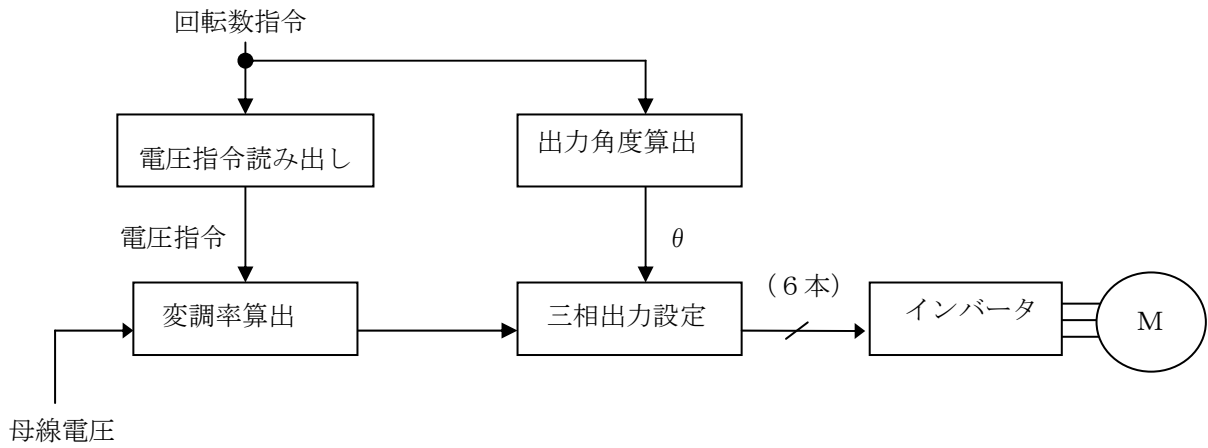 回転数指令
電圧指令読み出し
出力角度算出
電圧指令
θ
(６本)
変調率算出
三相出力設定
インバータ
M
母線電圧